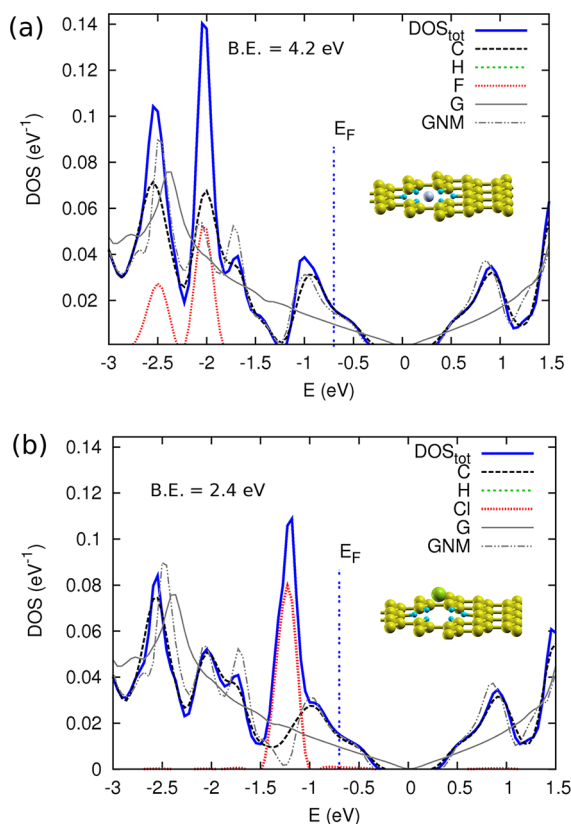 (a)
0.14
0.12
0.1
0.08
0.06
0.04
0.02
DOS (eV⁻¹)
B.E. = 4.2 eV
DOS_tot
C
H
F
G
GNM
E_F
-3 -2.5 -2 -1.5 -1 -0.5 0 0.5 1 1.5
E (eV)
(b)
0.14
0.12
0.1
0.08
0.06
0.04
0.02
0
DOS (eV⁻¹)
B.E. = 2.4 eV
DOS_tot
C
H
Cl
G
GNM
E_F
-3 -2.5 -2 -1.5 -1 -0.5 0 0.5 1 1.5
E (eV)